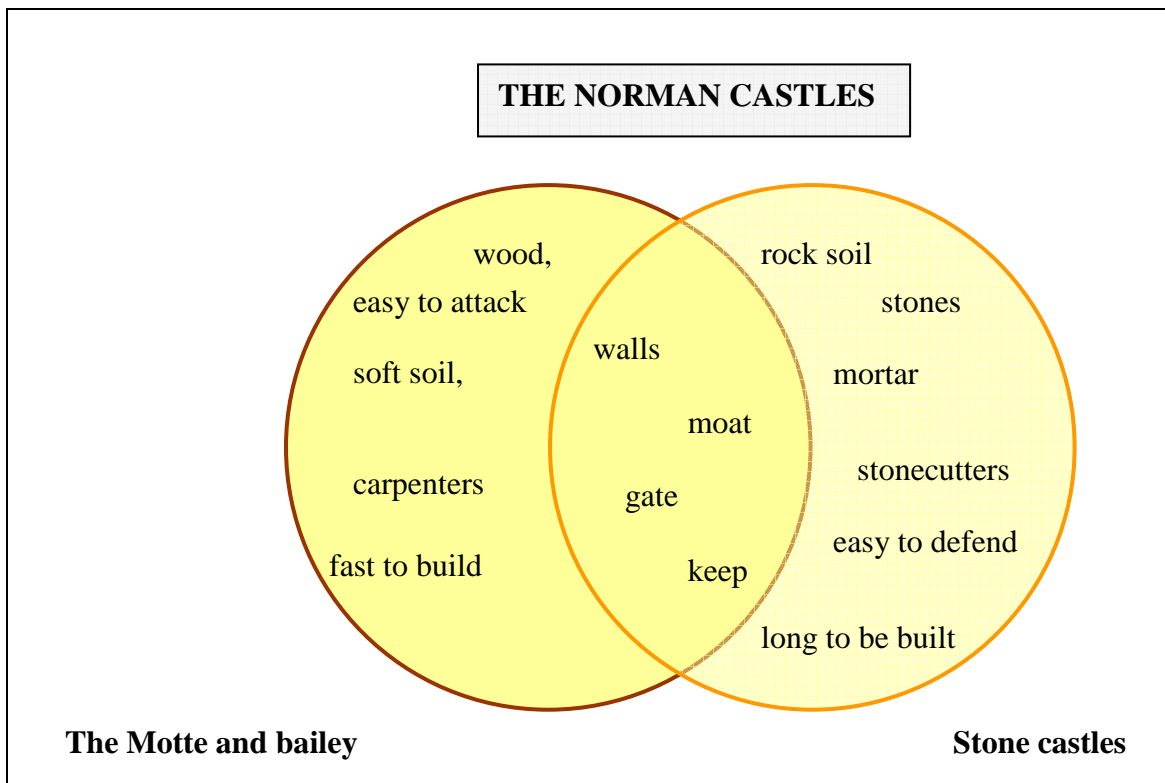 THE NORMAN CASTLES
wood,
easy to attack
soft soil,
carpenters
fast to build
walls
moat
gate
keep
rock soil
stones
mortar
stonecutters
easy to defend
long to be built
The Motte and bailey
Stone castles